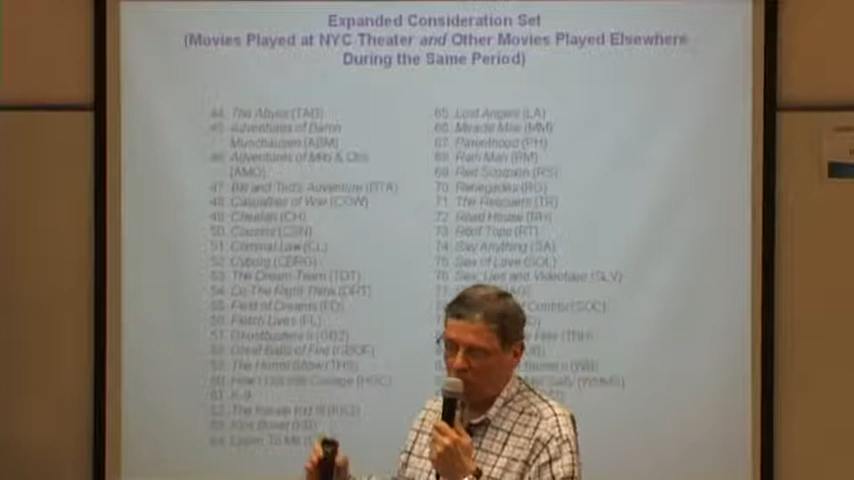 Expanded Consideration Set
(Movies Played at NYC Theater and Other Movies Played Elsewhere
During the Same Period)
44. The Abyss (TAB)
45. Adventures of
Munchausen (ABM)
46. Adventures of Milo & Otis
(AMO)
47. Bill and Ted's Adventure (BTA)
48. Casualties of War (COW)
49. Cheetah (CH)
50. Cousins (CSN)
51. Criminal Law (CL)
52. Cyborg (CBRG)
53. The Dream Team (TDT)
54. Do The Right Thing (DRT)
55. Field of Dreams (FD)
56. Fletch Lives (FL)
57. Ghostbusters II (GB2)
58. Great Balls of Fire (GBOF)
59. The Horror Show (THS)
60. How I Got into College (HGC)
61. K-9
62. The Karate Kid III (KK3)
63. Kick Boxer (KB)
64. Listen To Me
65. Lost Angels (LA)
66. Miracle Mile (MM)
67. Parenthood (PH)
68. Rain Man (RM)
69. Red Scorpion (RS)
70. Renegades (RG)
71. The Rescuers (TR)
72. Road House (RH)
73. Roof Tops (RT)
74. Say Anything (SA)
75. Sea of Love (SOL)
76. Sex, Lies and Videotape (SLV)
77.
of Control (SOC)
Sally (WHMS)